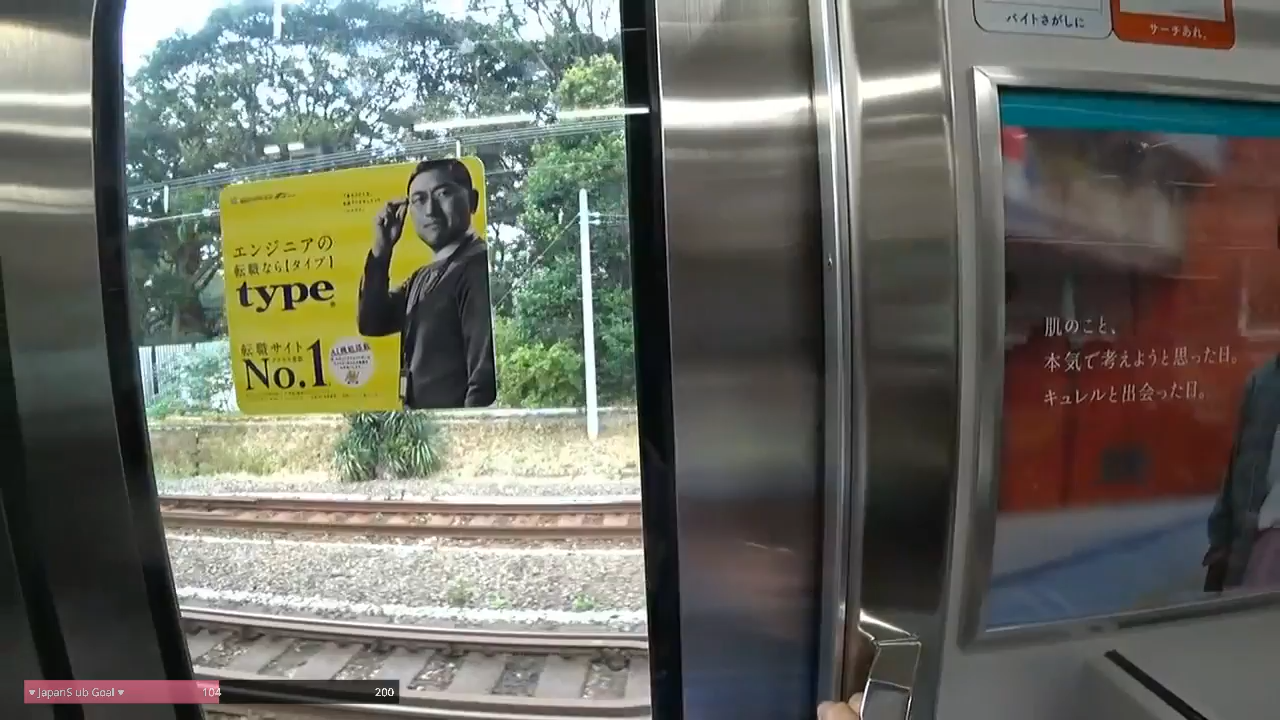 バイトさがしに
サーチあれ。
エンジニアの
転職なら【タイプ】
type
転職サイト
No.1
肌のこと、
本気で考えようと思った日。
キュレルと出会った日。
♥ JapanS ub Goal ♥ 104 200